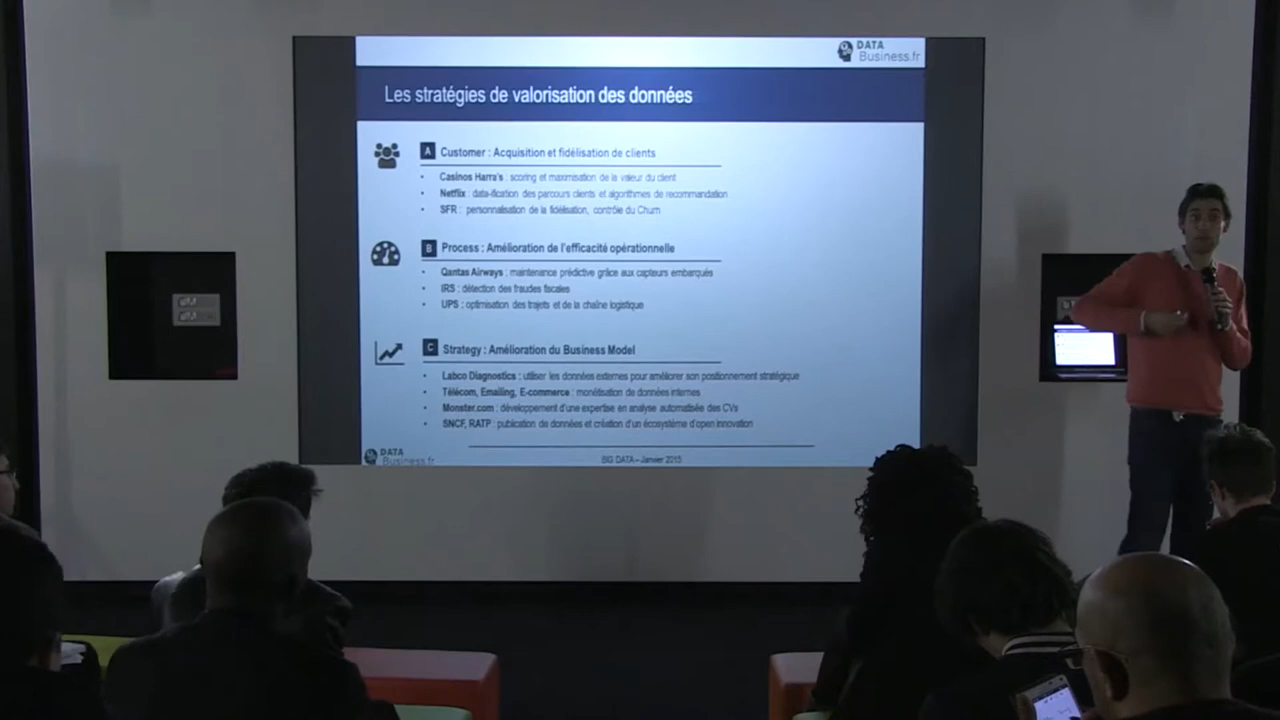 DATA
Business.fr
Les stratégies de valorisation des données
A Customer : Acquisition et fidélisation de clients
• Casinos Harra's : scoring et maximisation de la valeur du client
• Netflix : data-ification des parcours clients et algorithmes de recommandation
• SFR : personnalisation de la fidélisation, contrôle du Churn
B Process : Amélioration de l'efficacité opérationnelle
• Qantas Airways : maintenance prédictive grâce aux capteurs embarqués
• IRS : détection des fraudes fiscales
• UPS : optimisation des trajets et de la chaîne logistique
C Strategy : Amélioration du Business Model
• Labco Diagnostics : utiliser les données externes pour améliorer son positionnement stratégique
• Télécom, Emailing, E-commerce : monétisation de données internes
• Monster.com : développement d'une expertise en analyse automatisée des CVs
• SNCF, RATP : publication de données et création d'un écosystème d'open innovation
DATA
Business.fr
BIG DATA – Janvier 2015